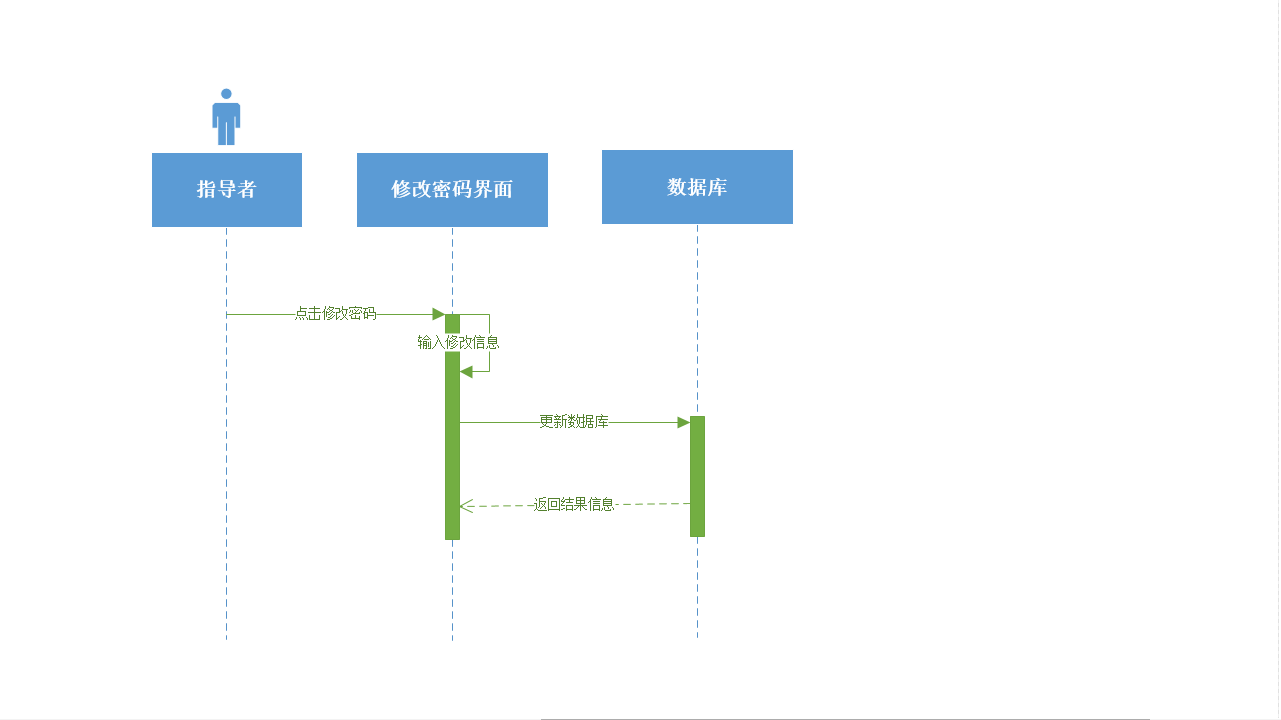 指导者
修改密码界面
数据库
点击修改密码
输入修改信息
更新数据库
返回结果信息